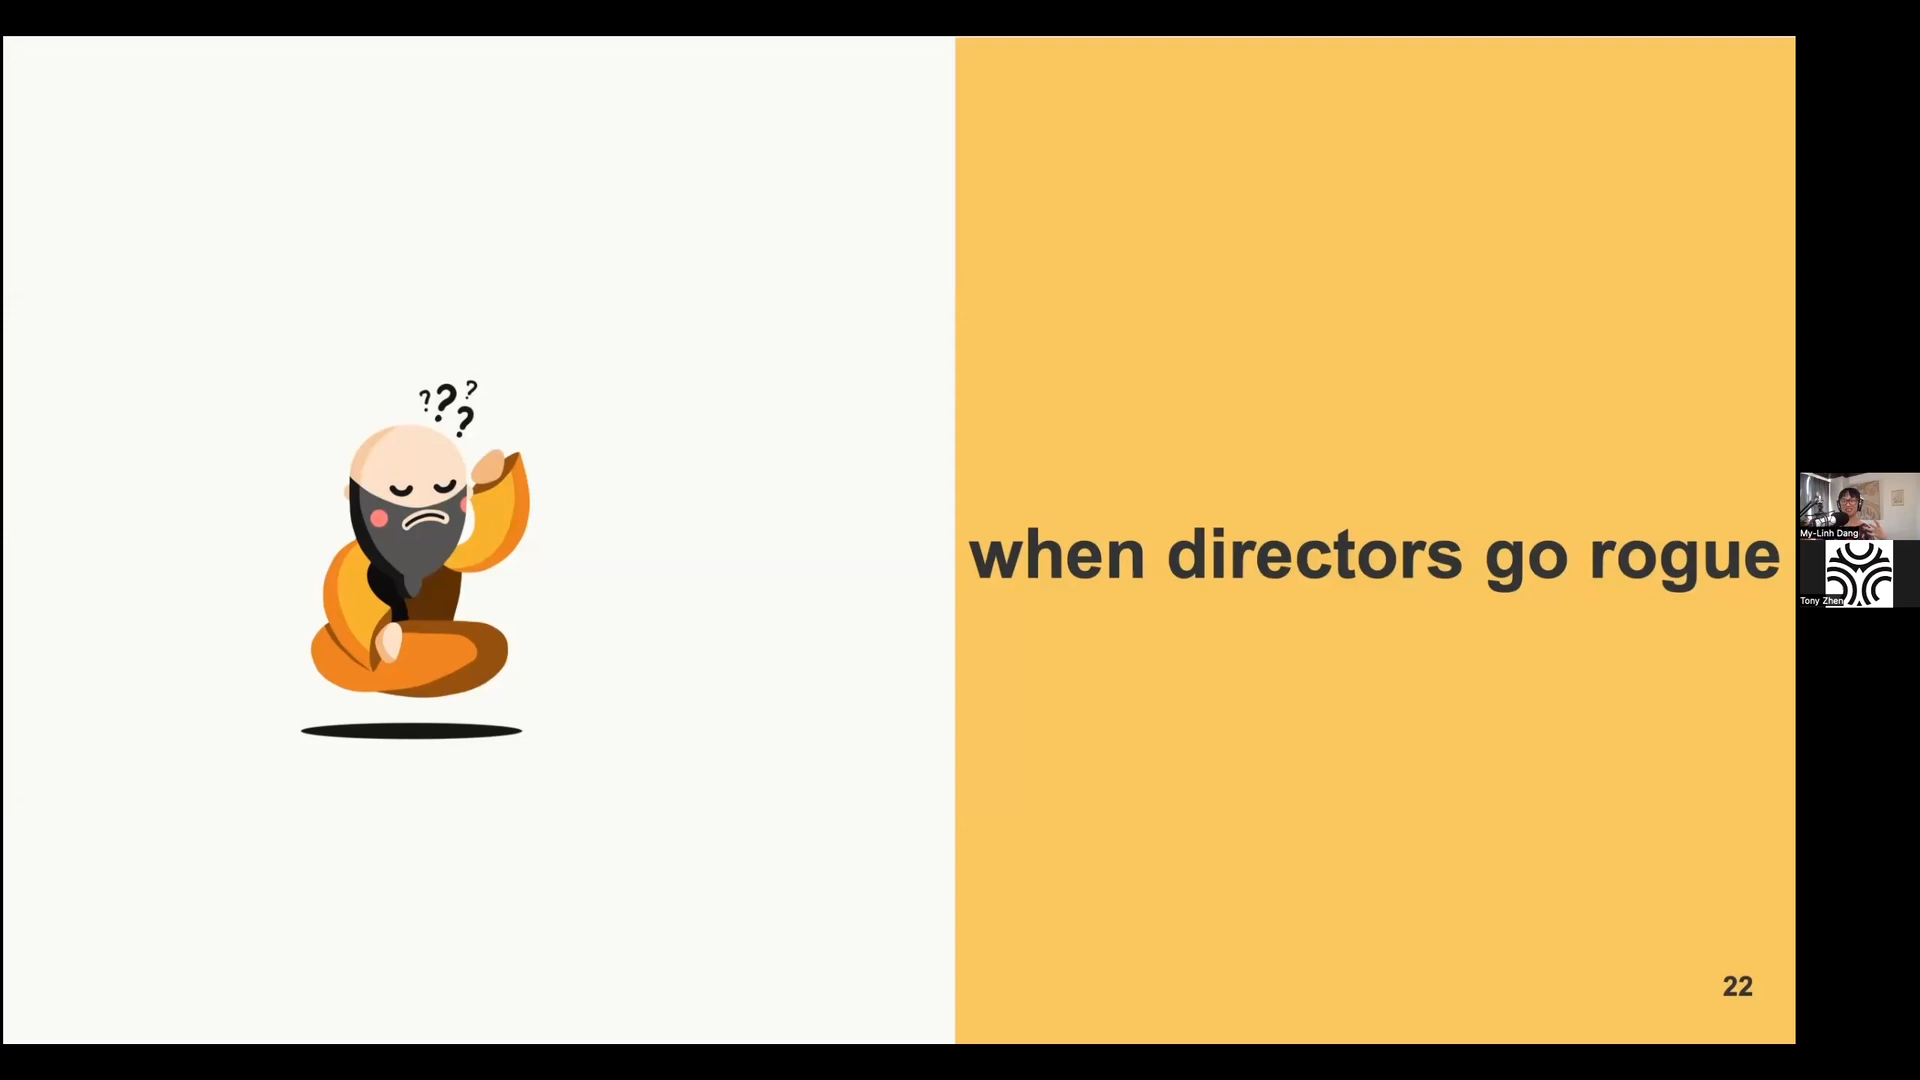 ? ? ? ?
when directors go rogue
22
My-Linh Dang
Tony Zhen